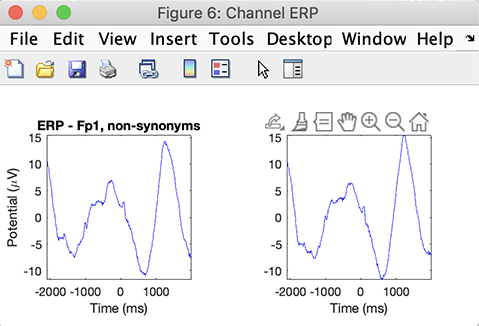 Figure 6: Channel ERP
File Edit View Insert Tools Desktop Window Help
ERP - Fp1, non-synonyms
15
10
5
0
-5
-10
Potential (μV)
-2000 -1000 0 1000
Time (ms)
15
10
5
0
-5
-10
-2000 -1000 0 1000
Time (ms)